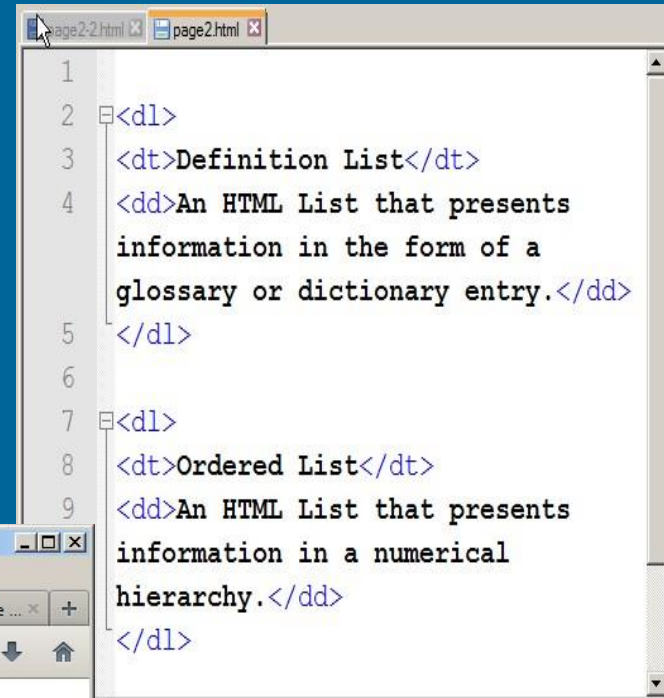 page2-2.html page2.html
1
2 <dl>
3 <dt>Definition List</dt>
4 <dd>An HTML List that presents
information in the form of a
glossary or dictionary entry.</dd>
5 </dl>
6
7 <dl>
8 <dt>Ordered List</dt>
9 <dd>An HTML List that presents
information in a numerical
hierarchy.</dd>
</dl>
e ...